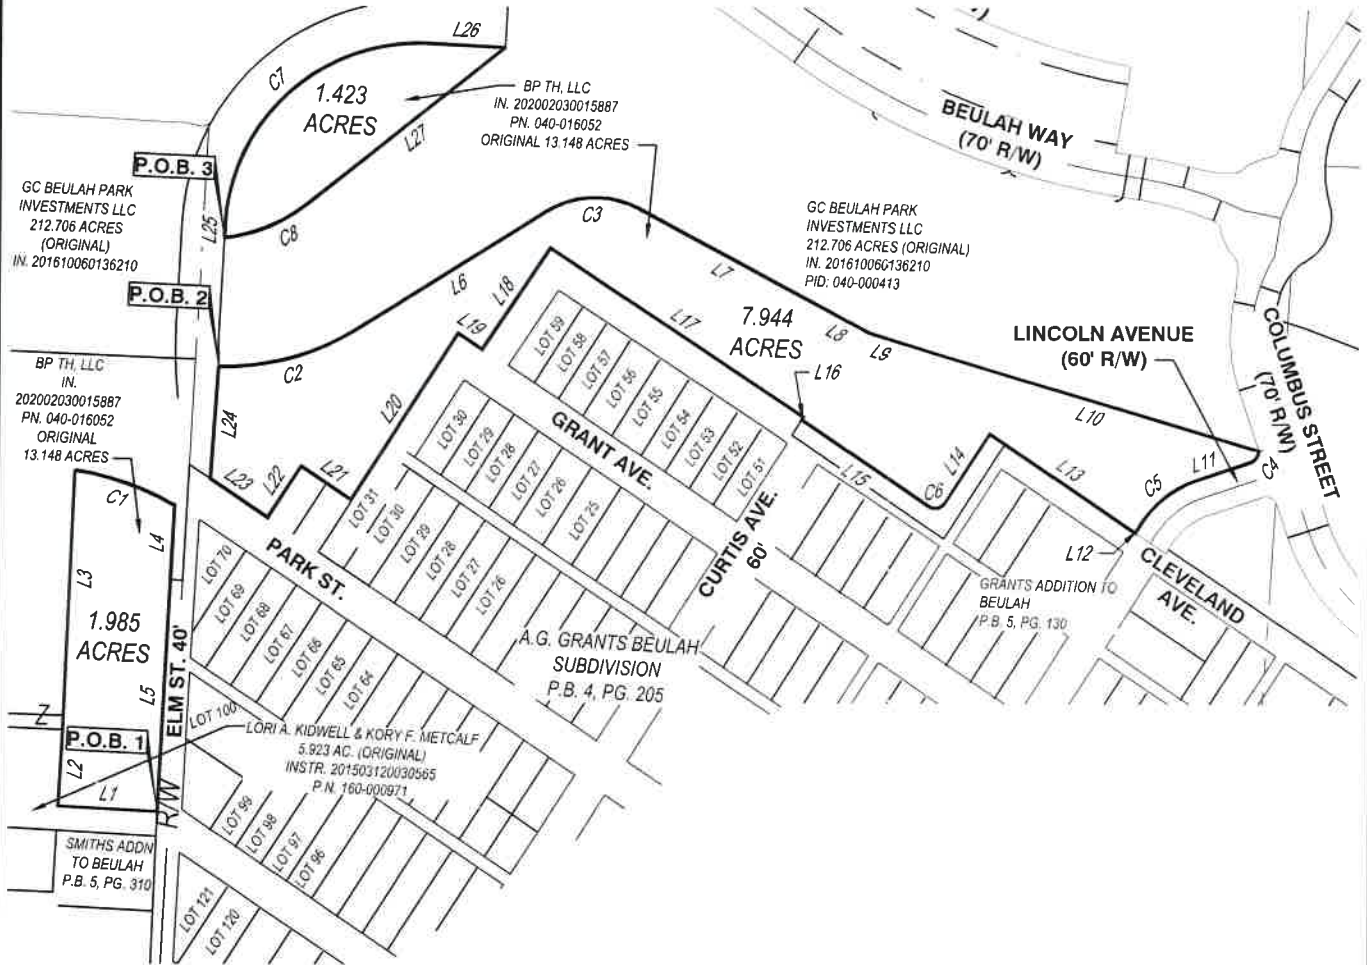 L26
C7
1.423
ACRES
L27
BP TH, LLC
IN. 202002030015887
PN. 040-016052
ORIGINAL 13.148 ACRES
BEULAH WAY
(70' R/W)
P.O.B. 3
GC BEULAH PARK
INVESTMENTS LLC
212.706 ACRES
(ORIGINAL)
IN. 201610060136210
L25
C8
P.O.B. 2
C3
GC BEULAH PARK
INVESTMENTS LLC
212.706 ACRES (ORIGINAL)
IN. 201610060136210
PID: 040-000413
L6
L18
L7
L19
L17
7.944
ACRES
L8
L9
LINCOLN AVENUE
(60' R/W)
COLUMBUS STREET
(70' R/W)
BP TH, LLC
IN.
202002030015887
PN. 040-016052
ORIGINAL
13.148 ACRES
C2
L16
L24
L20
L10
LOT 59
LOT 58
LOT 57
LOT 56
LOT 55
LOT 54
LOT 53
LOT 52
LOT 51
GRANT AVE.
LOT 30
LOT 29
LOT 28
LOT 27
LOT 26
LOT 25
L23
L22
L21
L15
C6
L14
L13
C5
L11
C4
C1
L4
L3
1.985
ACRES
L5
ELM ST. 40'
R/W
LOT 31
LOT 30
LOT 29
LOT 28
LOT 27
LOT 26
CURTIS AVE.
60'
L12
CLEVELAND
AVE.
GRANTS ADDITION TO
BEULAH
P.B. 5, PG. 130
PARK ST.
LOT 70
LOT 69
LOT 68
LOT 67
LOT 66
LOT 65
LOT 64
A.G. GRANTS BEULAH
SUBDIVISION
P.B. 4, PG. 205
Z
P.O.B. 1
LOT 100
LORI A. KIDWELL & KORY F. METCALF
5.923 AC. (ORIGINAL)
INSTR. 201503120030565
P.N. 160-000971
L2
L1
LOT 99
LOT 98
LOT 97
LOT 96
SMITHS ADDN
TO BEULAH
P.B. 5, PG. 310
LOT 121
LOT 120